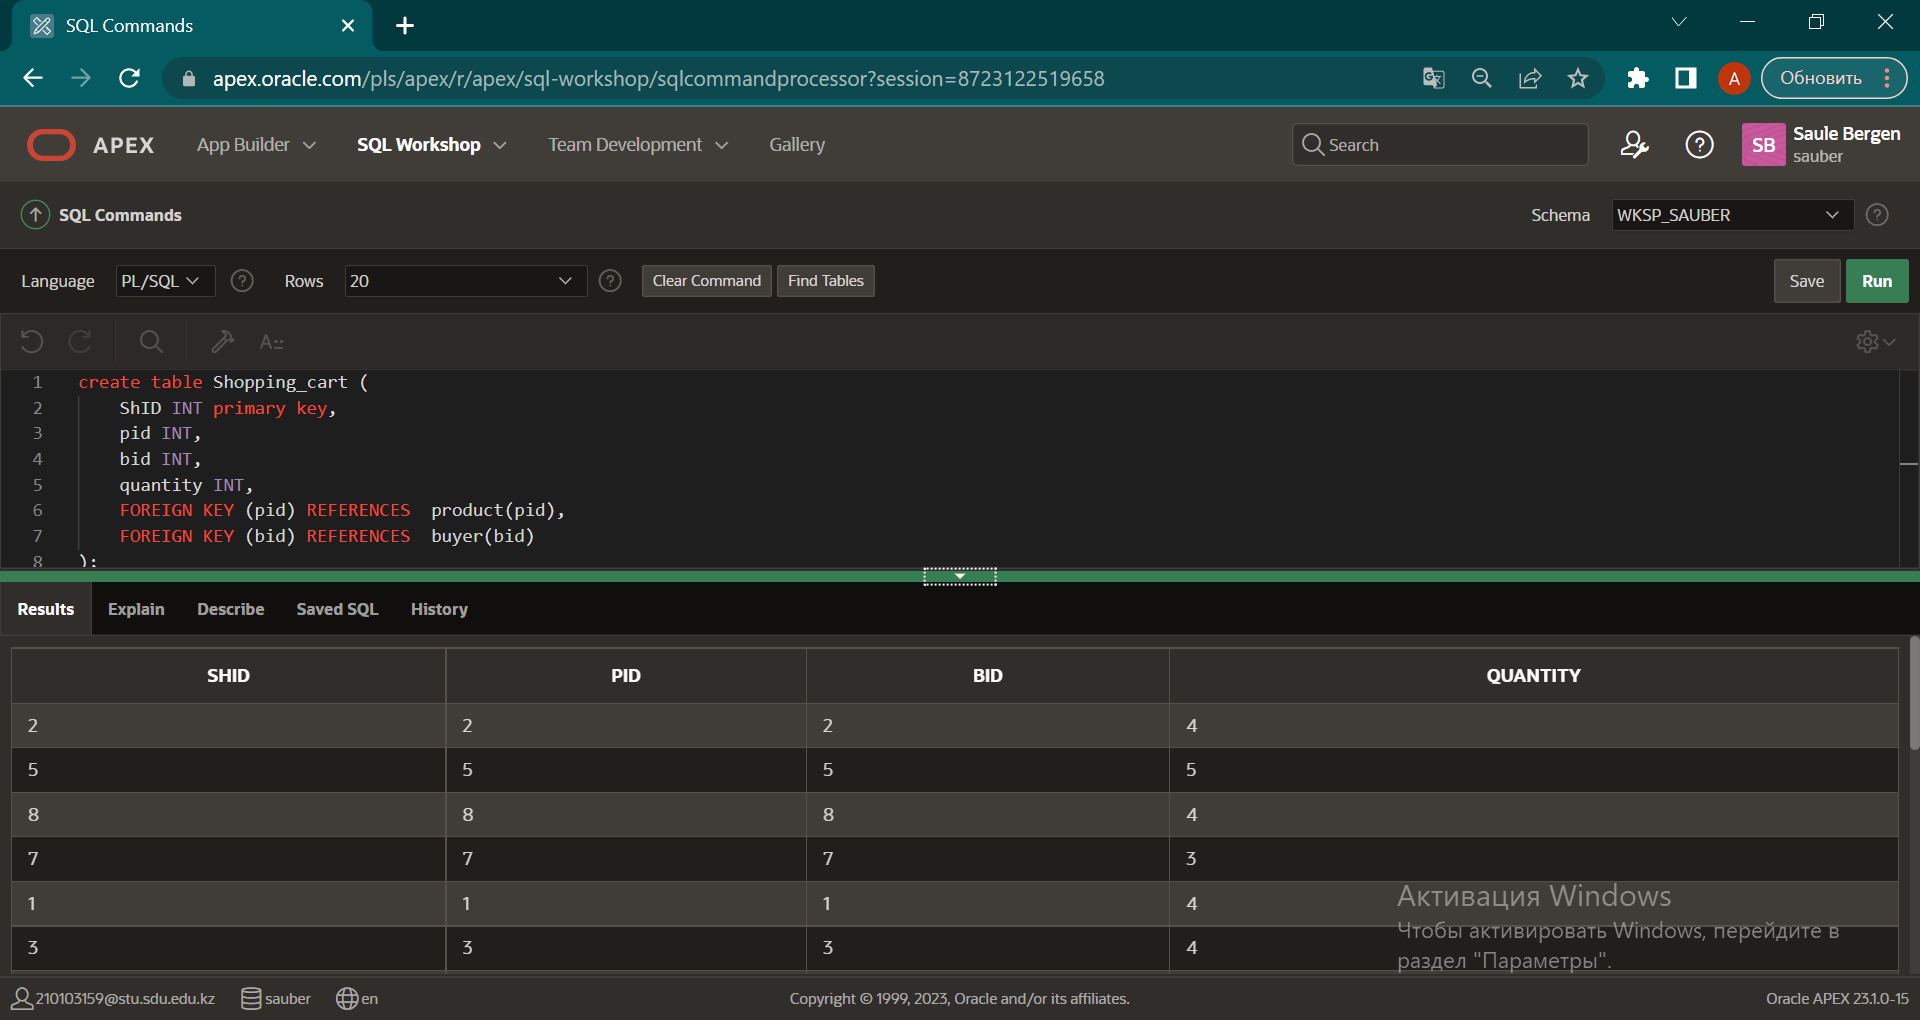 SQL Commands
apex.oracle.com/pls/apex/r/apex/sql-workshop/sqlcommandprocessor?session=8723122519658
A
Обновить
APEX
App Builder
SQL Workshop
Team Development
Gallery
Search
SB
Saule Bergen
sauber
SQL Commands
Schema
WKSP_SAUBER
Language
PL/SQL
Rows
20
Clear Command
Find Tables
Save
Run
1 create table Shopping_cart (
2 ShID INT primary key,
3 pid INT,
4 bid INT,
5 quantity INT,
6 FOREIGN KEY (pid) REFERENCES  product(pid),
7 FOREIGN KEY (bid) REFERENCES  buyer(bid)
8 );
Results Explain Describe Saved SQL History
SHID PID BID QUANTITY
2 2 2 4
5 5 5 5
8 8 8 4
7 7 7 3
1 1 1 4
3 3 3 4
Активация Windows
Чтобы активировать Windows, перейдите в
раздел "Параметры".
210103159@stu.sdu.edu.kz
sauber
en
Copyright © 1999, 2023, Oracle and/or its affiliates.
Oracle APEX 23.1.0-15